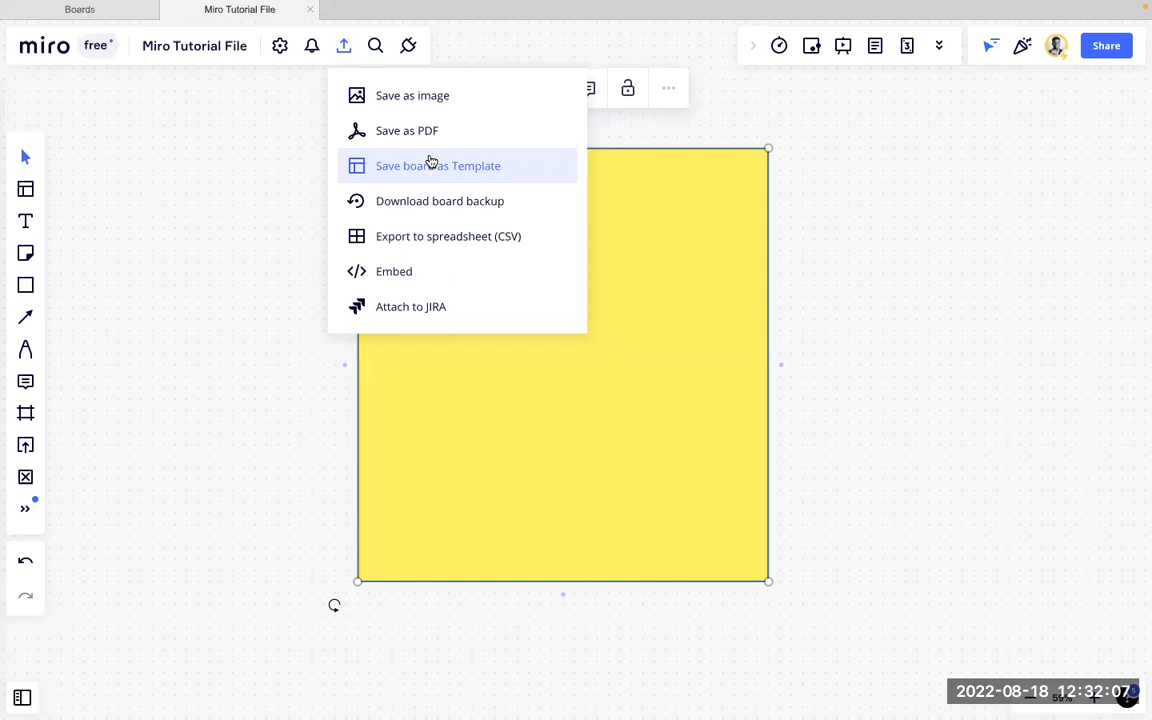 Boards
Miro Tutorial File
miro free Miro Tutorial File
3
Share
Save as image
Save as PDF
Save board as Template
Download board backup
Export to spreadsheet (CSV)
Embed
Attach to JIRA
2022-08-18 12:32:07